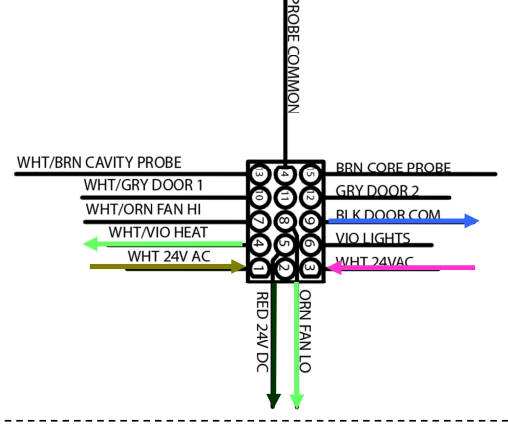 PROBE COMMON
WHT/BRN CAVITY PROBE
BRN CORE PROBE
WHT/GRY DOOR 1
GRY DOOR 2
WHT/ORN FAN HI
BLK DOOR COM
WHT/VIO HEAT
VIO LIGHTS
WHT 24V AC
WHT 24VAC
13 14 15
10 11 12
7 8 9
4 5 6
1 2 3
RED 24V DC
ORN FAN LO